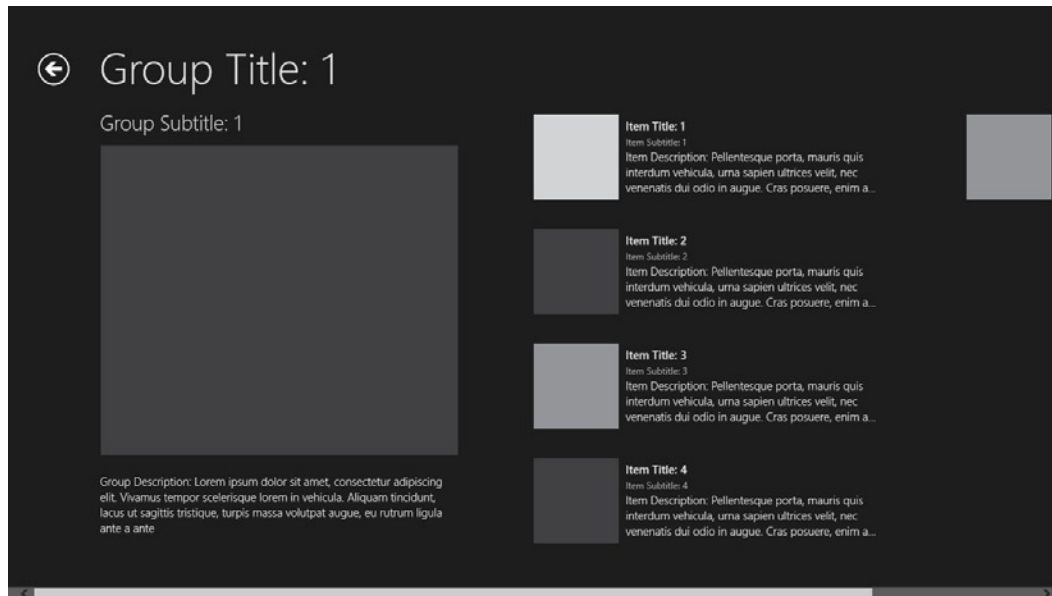 Group Title: 1
Group Subtitle: 1
Group Description: Lorem ipsum dolor sit amet, consectetur adipiscing
elit. Vivamus tempor scelerisque lorem in vehicula. Aliquam tincidunt,
lacus ut sagittis tristique, turpis massa volutpat augue, eu rutrum ligula
ante a ante
Item Title: 1
Item Subtitle: 1
Item Description: Pellentesque porta, mauris quis
interdum vehicula, urna sapien ultrices velit, nec
venenatis dui odio in augue. Cras posuere, enim a...
Item Title: 2
Item Subtitle: 2
Item Description: Pellentesque porta, mauris quis
interdum vehicula, urna sapien ultrices velit, nec
venenatis dui odio in augue. Cras posuere, enim a...
Item Title: 3
Item Subtitle: 3
Item Description: Pellentesque porta, mauris quis
interdum vehicula, urna sapien ultrices velit, nec
venenatis dui odio in augue. Cras posuere, enim a...
Item Title: 4
Item Subtitle: 4
Item Description: Pellentesque porta, mauris quis
interdum vehicula, urna sapien ultrices velit, nec
venenatis dui odio in augue. Cras posuere, enim a...